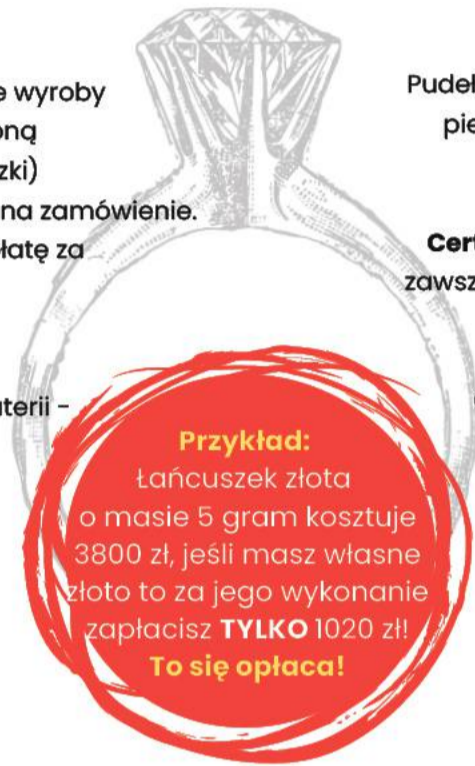 e wyroby
oną
zki)
na zamówienie.
łatę za
aterii -
Pudeł
pie
Cert
zawsz
Przykład:
Łańcuszek złota
o masie 5 gram kosztuje
3800 zł, jeśli masz własne
złoto to za jego wykonanie
zapłacisz TYLKO 1020 zł!
To się opłaca!